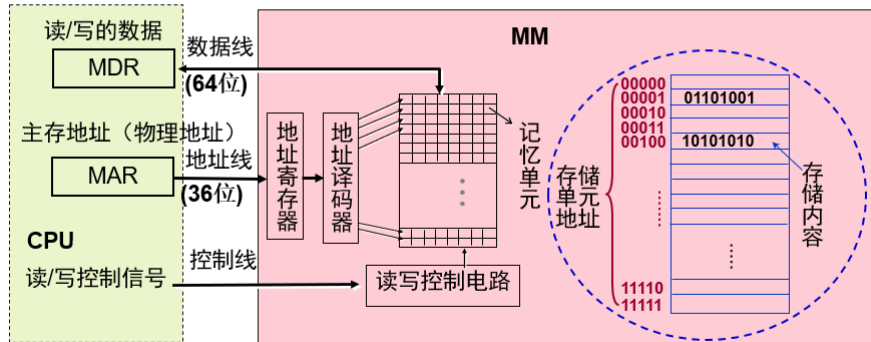 读/写的数据
MDR
数据线
(64位)
MM
主存地址（物理地址）
MAR
地址线
(36位)
地址寄存器
地址译码器
记忆单元
CPU
读/写控制信号
控制线
读写控制电路
存储单元地址
00000
00001
00010
00011
00100
......
11110
11111
01101001
10101010
......
存储内容